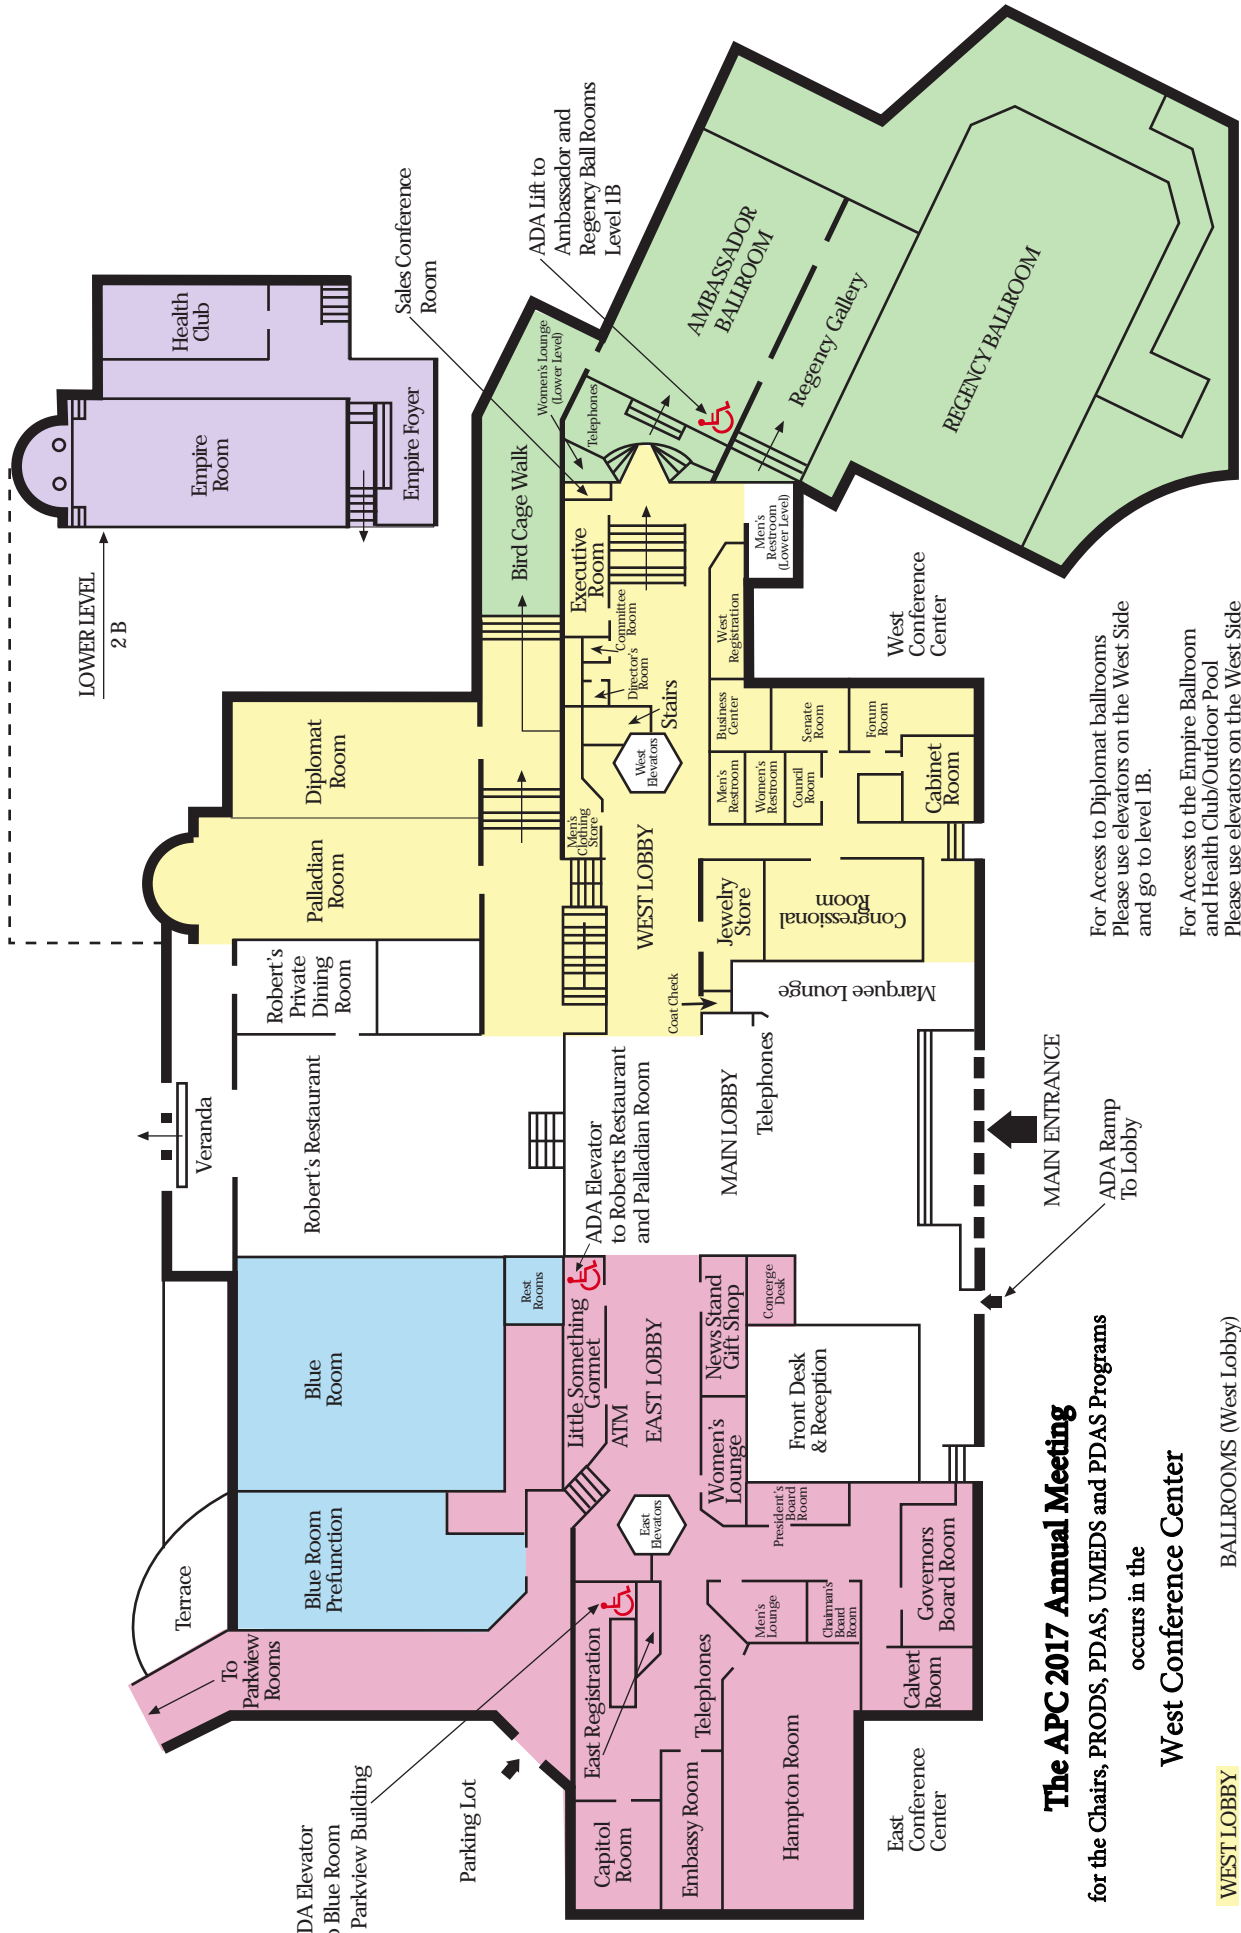 LOWER LEVEL
2 B
Health
Club
Empire
Room
Empire Foyer
Sales Conference
Room
ADA Lift to
Ambassador and
Regency Ball Rooms
Level 1B
Women's Lounge
(Lower Level)
Telephones
AMBASSADOR
BALLROOM
Regency Gallery
REGENCY BALLROOM
Bird Cage Walk
Diplomat
Room
Palladian
Room
Executive
Room
Committee
Room
Director's
Room
Stairs
West
Elevators
Men's
Clothing
Store
WEST LOBBY
Men's
Restroom
(Lower Level)
West
Registration
Business
Center
Senate
Room
Forum
Room
Men's
Restroom
Women's
Restroom
Council
Room
Cabinet
Room
West
Conference
Center
Jewelry
Store
Congressional
Room
Coat Check
Marquee Lounge
Robert's
Private
Dining
Room
Robert's Restaurant
Veranda
ADA Elevator
to Roberts Restaurant
and Palladian Room
MAIN LOBBY
Telephones
MAIN ENTRANCE
ADA Ramp
To Lobby
Blue
Room
Rest
Rooms
Blue Room
Prefunction
Terrace
To
Parkview
Rooms
Little Something
Gormet
ATM
EAST LOBBY
News Stand
Gift Shop
Concerge
Desk
Women's
Lounge
Front Desk
& Reception
East
Elevators
President's
Board
Room
Men's
Lounge
Chairman's
Board
Room
Governors
Board Room
Calvert
Room
East Registration
Telephones
Capitol
Room
Embassy Room
Hampton Room
East
Conference
Center
Parking Lot
DA Elevator
o Blue Room
Parkview Building
For Access to Diplomat ballrooms
Please use elevators on the West Side
and go to level 1B.
For Access to the Empire Ballroom
and Health Club/Outdoor Pool
Please use elevators on the West Side
The APC 2017 Annual Meeting
for the Chairs, PRODS, PDAS, UMEDS and PDAS Programs
occurs in the
West Conference Center
WEST LOBBY
BALLROOMS (West Lobby)